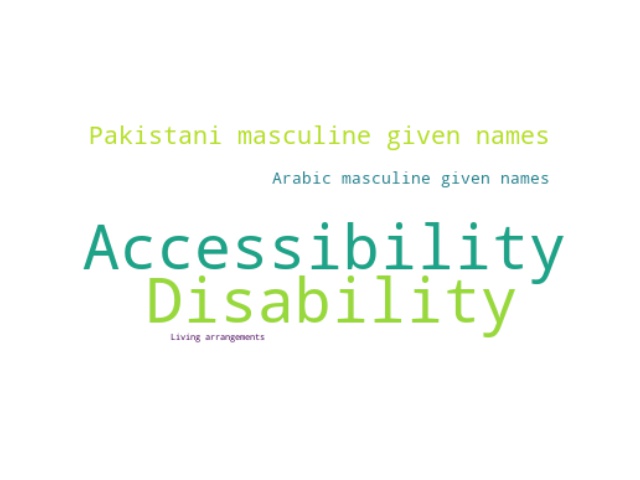 Pakistani masculine given names
Arabic masculine given names
Accessibility
Disability
Living arrangements